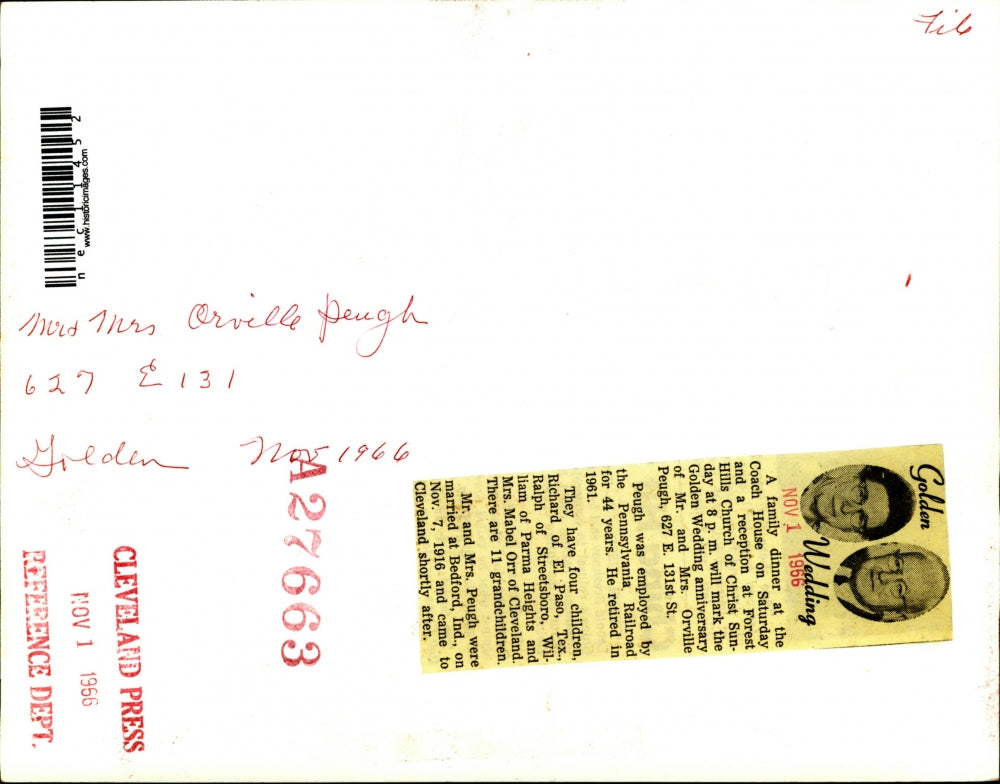 File
n e c 1 1 4 5 2
www.historicimages.com
Mr & Mrs Orville Peugh
627 E 131
Golden Nov 1966
A27663
CLEVELAND PRESS
NOV 1 1966
REFERENCE DEPT.
Golden Wedding
NOV 1 1966
A family dinner at the
Coach House on Saturday
and a reception at Forest
Hills Church of Christ Sun-
day at 8 p. m. will mark the
Golden Wedding anniversary
of Mr. and Mrs. Orville
Peugh, 627 E. 131st St.
Peugh was employed by
the Pennsylvania Railroad
for 44 years. He retired in
1961.
They have four children,
Richard of El Paso, Tex.,
Ralph of Streetsboro, Wil-
liam of Parma Heights and
Mrs. Mabel Orr of Cleveland.
There are 11 grandchildren.
Mr. and Mrs. Peugh were
married at Bedford, Ind., on
Nov. 7, 1916 and came to
Cleveland shortly after.